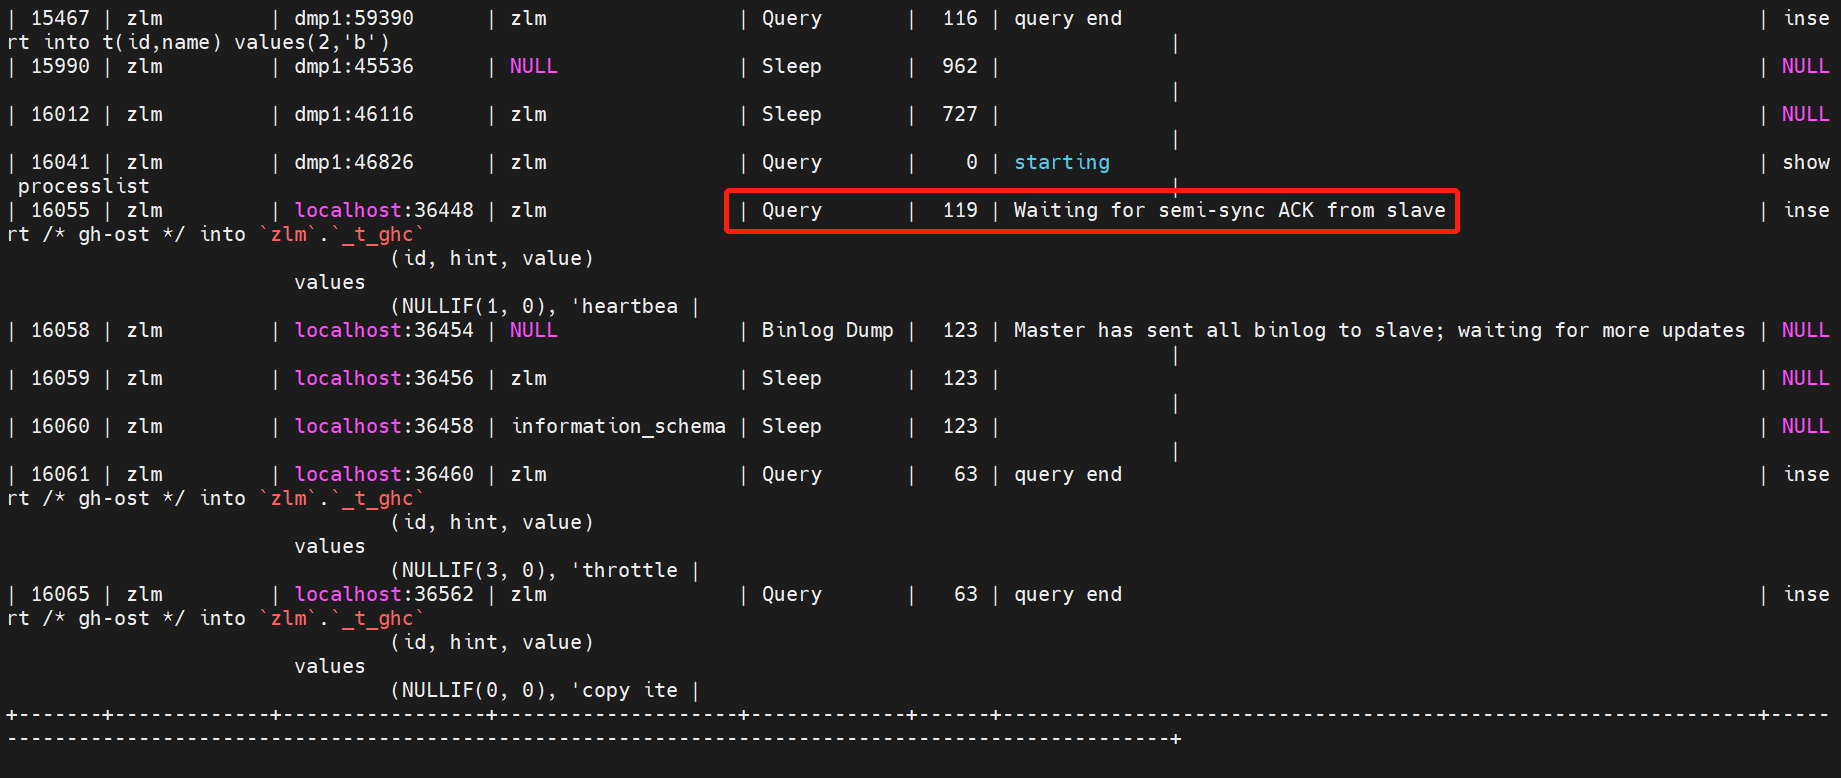 | 15467 | zlm         | dmp1:59390      | zlm                | Query       |  116 | query end                                                     | inse
rt into t(id,name) values(2,'b')                                                                 |
| 15990 | zlm         | dmp1:45536      | NULL               | Sleep       |  962 |                                                               | NULL
|
| 16012 | zlm         | dmp1:46116      | zlm                | Sleep       |  727 |                                                               | NULL
|
| 16041 | zlm         | dmp1:46826      | zlm                | Query       |    0 | starting                                                      | show
 processlist                                                                                     |
| 16055 | zlm         | localhost:36448 | zlm                | Query       |  119 | Waiting for semi-sync ACK from slave                          | inse
rt /* gh-ost */ into `zlm`.`_t_ghc`
                                (id, hint, value)
                        values
                                (NULLIF(1, 0), 'heartbea |
| 16058 | zlm         | localhost:36454 | NULL               | Binlog Dump |  123 | Master has sent all binlog to slave; waiting for more updates | NULL
|
| 16059 | zlm         | localhost:36456 | zlm                | Sleep       |  123 |                                                               | NULL
|
| 16060 | zlm         | localhost:36458 | information_schema | Sleep       |  123 |                                                               | NULL
|
| 16061 | zlm         | localhost:36460 | zlm                | Query       |   63 | query end                                                     | inse
rt /* gh-ost */ into `zlm`.`_t_ghc`
                                (id, hint, value)
                        values
                                (NULLIF(3, 0), 'throttle |
| 16065 | zlm         | localhost:36562 | zlm                | Query       |   63 | query end                                                     | inse
rt /* gh-ost */ into `zlm`.`_t_ghc`
                                (id, hint, value)
                        values
                                (NULLIF(0, 0), 'copy ite |
+-------+-------------+-----------------+--------------------+-------------+------+---------------------------------------------------------------+-----
-------------------------------------------------------------------------------------------------+